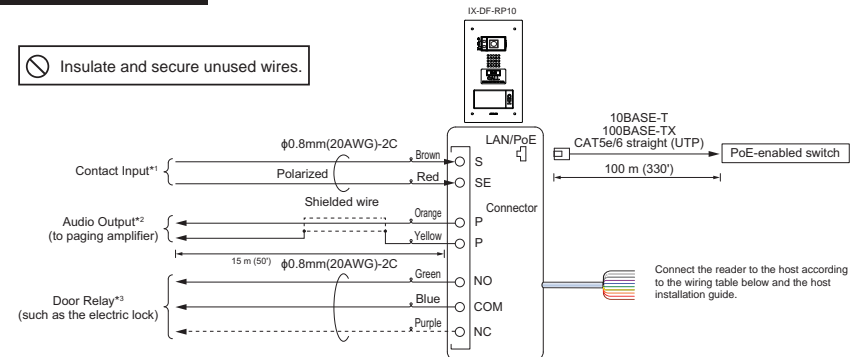 IX-DF-RP10
Insulate and secure unused wires.
10BASE-T
100BASE-TX
CAT5e/6 straight (UTP)
PoE-enabled switch
100 m (330')
LAN/PoE
Connector
ϕ0.8mm(20AWG)-2C
Polarized
Contact Input*1
Brown
S
Red
SE
Shielded wire
Audio Output*2
(to paging amplifier)
Orange
P
Yellow
P
15 m (50')
ϕ0.8mm(20AWG)-2C
Door Relay*3
(such as the electric lock)
Green
NO
Blue
COM
Purple
NC
Connect the reader to the host according
to the wiring table below and the host
installation guide.